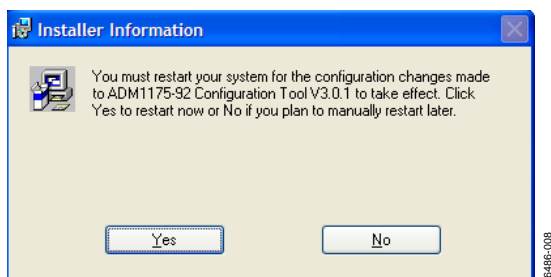 Installer Information
You must restart your system for the configuration changes made
to ADM1175-92 Configuration Tool V3.0.1 to take effect. Click
Yes to restart now or No if you plan to manually restart later.
Yes
No
6486-008